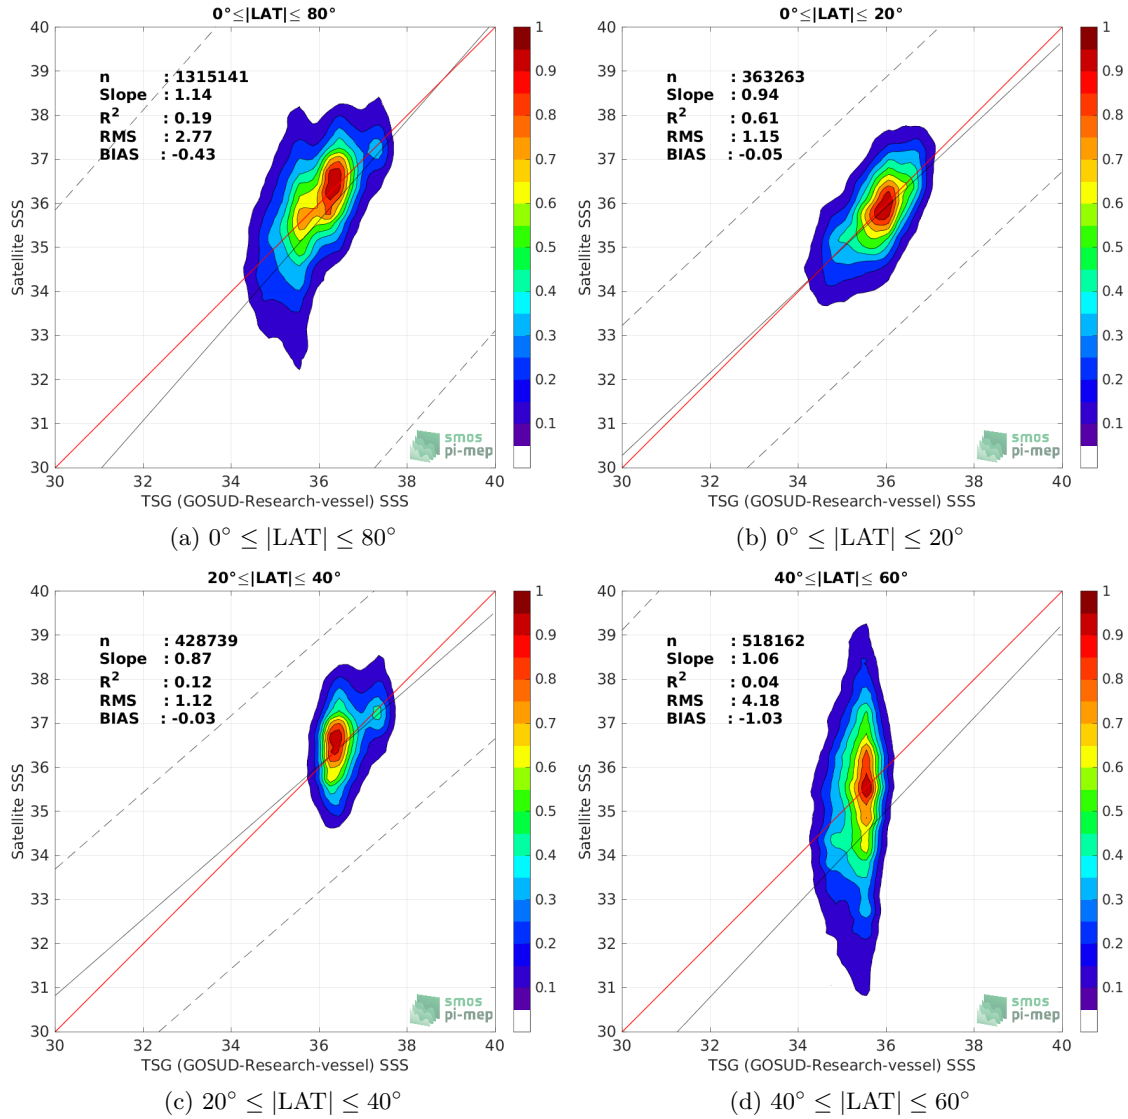 0°≤|LAT|≤ 80°
40
39
38
37
36
35
34
33
32
31
30
Satellite SSS
n : 1315141
Slope : 1.14
R² : 0.19
RMS : 2.77
BIAS : -0.43
smos
pi-mep
30 32 34 36 38 40
TSG (GOSUD-Research-vessel) SSS
1
0.9
0.8
0.7
0.6
0.5
0.4
0.3
0.2
0.1
(a) 0° ≤ |LAT| ≤ 80°
0°≤|LAT|≤ 20°
40
39
38
37
36
35
34
33
32
31
30
Satellite SSS
n : 363263
Slope : 0.94
R² : 0.61
RMS : 1.15
BIAS : -0.05
smos
pi-mep
30 32 34 36 38 40
TSG (GOSUD-Research-vessel) SSS
1
0.9
0.8
0.7
0.6
0.5
0.4
0.3
0.2
0.1
(b) 0° ≤ |LAT| ≤ 20°
20°≤|LAT|≤ 40°
40
39
38
37
36
35
34
33
32
31
30
Satellite SSS
n : 428739
Slope : 0.87
R² : 0.12
RMS : 1.12
BIAS : -0.03
smos
pi-mep
30 32 34 36 38 40
TSG (GOSUD-Research-vessel) SSS
1
0.9
0.8
0.7
0.6
0.5
0.4
0.3
0.2
0.1
(c) 20° ≤ |LAT| ≤ 40°
40°≤|LAT|≤ 60°
40
39
38
37
36
35
34
33
32
31
30
Satellite SSS
n : 518162
Slope : 1.06
R² : 0.04
RMS : 4.18
BIAS : -1.03
smos
pi-mep
30 32 34 36 38 40
TSG (GOSUD-Research-vessel) SSS
1
0.9
0.8
0.7
0.6
0.5
0.4
0.3
0.2
0.1
(d) 40° ≤ |LAT| ≤ 60°